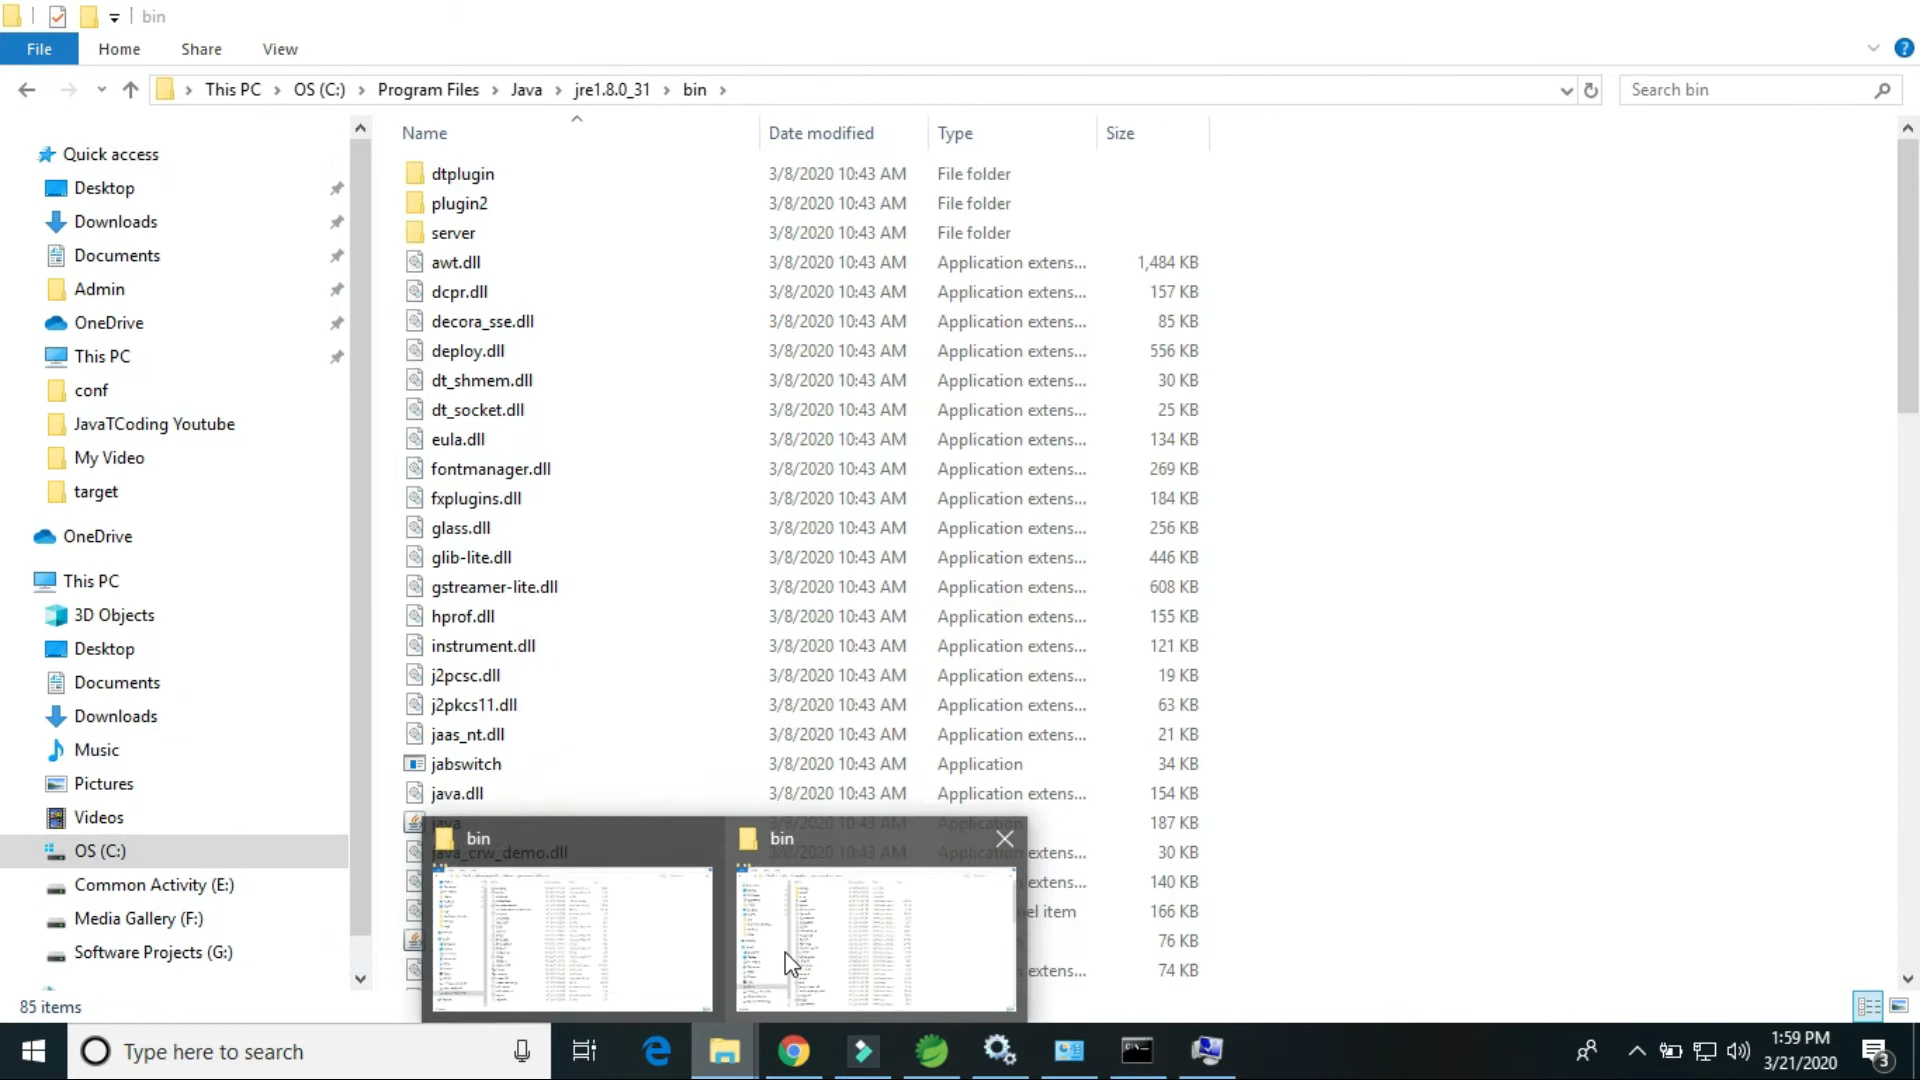 bin
File Home Share View
This PC OS (C:) Program Files Java jre1.8.0_31 bin
Search bin
Name Date modified Type Size
Quick access
Desktop
Downloads
Documents
Admin
OneDrive
This PC
conf
JavaTCoding Youtube
My Video
target
OneDrive
This PC
3D Objects
Desktop
Documents
Downloads
Music
Pictures
Videos
OS (C:)
Common Activity (E:)
Media Gallery (F:)
Software Projects (G:)
dtplugin 3/8/2020 10:43 AM File folder
plugin2 3/8/2020 10:43 AM File folder
server 3/8/2020 10:43 AM File folder
awt.dll 3/8/2020 10:43 AM Application extens... 1,484 KB
dcpr.dll 3/8/2020 10:43 AM Application extens... 157 KB
decora_sse.dll 3/8/2020 10:43 AM Application extens... 85 KB
deploy.dll 3/8/2020 10:43 AM Application extens... 556 KB
dt_shmem.dll 3/8/2020 10:43 AM Application extens... 30 KB
dt_socket.dll 3/8/2020 10:43 AM Application extens... 25 KB
eula.dll 3/8/2020 10:43 AM Application extens... 134 KB
fontmanager.dll 3/8/2020 10:43 AM Application extens... 269 KB
fxplugins.dll 3/8/2020 10:43 AM Application extens... 184 KB
glass.dll 3/8/2020 10:43 AM Application extens... 256 KB
glib-lite.dll 3/8/2020 10:43 AM Application extens... 446 KB
gstreamer-lite.dll 3/8/2020 10:43 AM Application extens... 608 KB
hprof.dll 3/8/2020 10:43 AM Application extens... 155 KB
instrument.dll 3/8/2020 10:43 AM Application extens... 121 KB
j2pcsc.dll 3/8/2020 10:43 AM Application extens... 19 KB
j2pkcs11.dll 3/8/2020 10:43 AM Application extens... 63 KB
jaas_nt.dll 3/8/2020 10:43 AM Application extens... 21 KB
jabswitch 3/8/2020 10:43 AM Application 34 KB
java.dll 3/8/2020 10:43 AM Application extens... 154 KB
java 3/8/2020 10:43 AM Application 187 KB
bin bin
java_crw_demo.dll extens... 30 KB
extens... 140 KB
nel item 166 KB
76 KB
extens... 74 KB
85 items
Type here to search
1:59 PM
3/21/2020
3